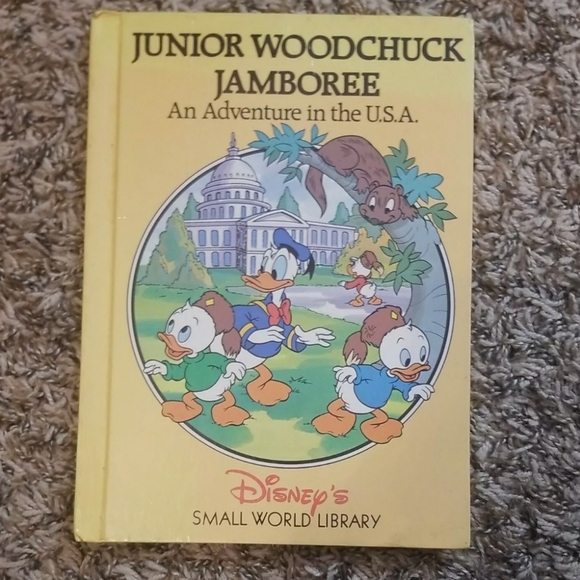 JUNIOR WOODCHUCK
JAMBOREE
An Adventure in the U.S.A.
DISNEY'S
SMALL WORLD LIBRARY